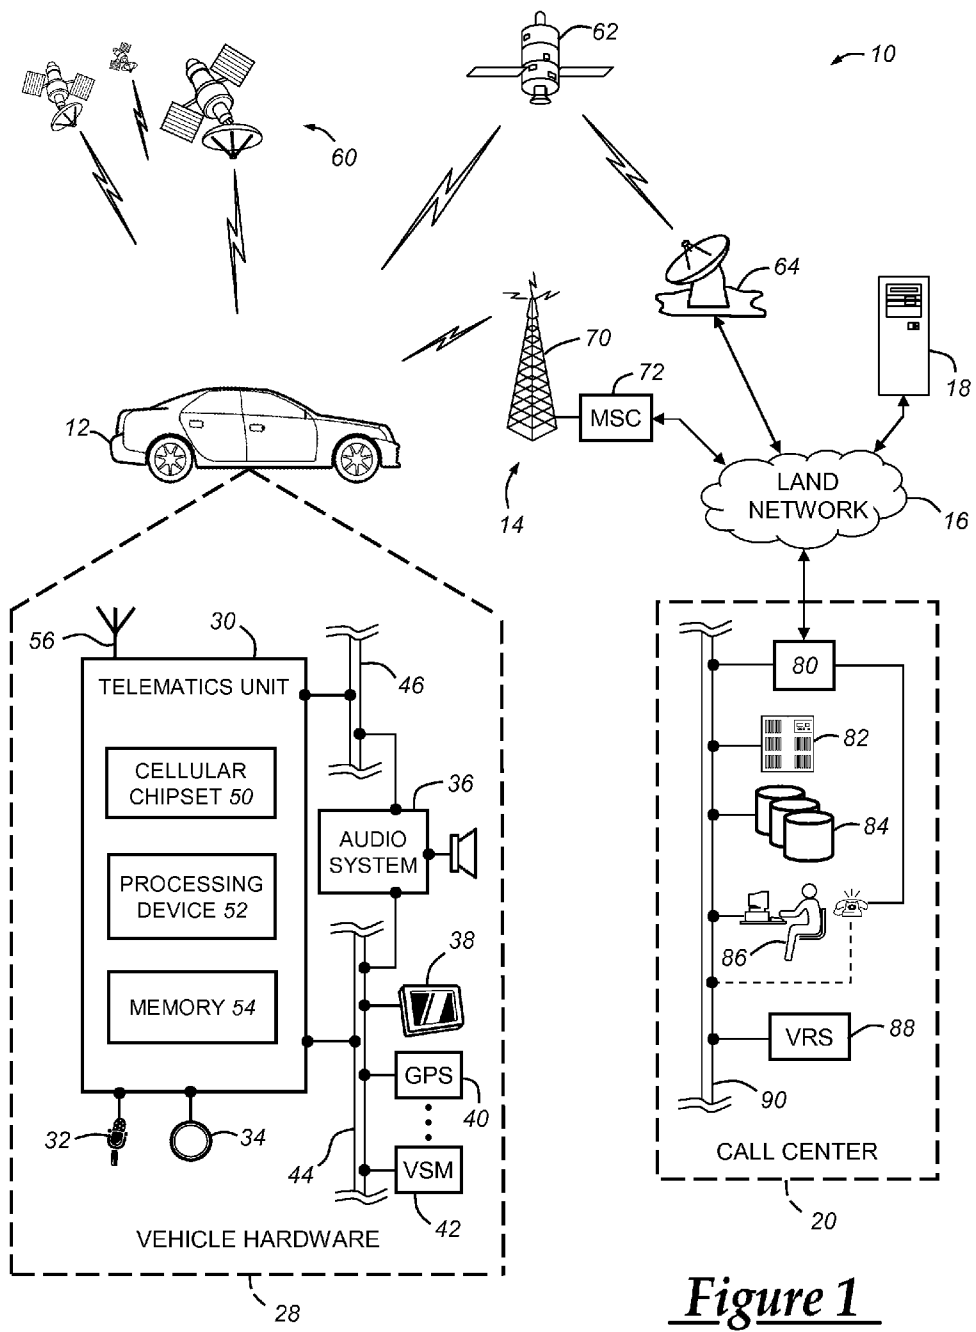 62
10
60
64
18
70
72
MSC
12
14
LAND
NETWORK
16
56
30
TELEMATICS UNIT
46
CELLULAR
CHIPSET 50
36
AUDIO
SYSTEM
PROCESSING
DEVICE 52
38
MEMORY 54
GPS
40
32
34
44
VSM
42
VEHICLE HARDWARE
28
80
82
84
86
VRS
88
90
CALL CENTER
20
Figure 1